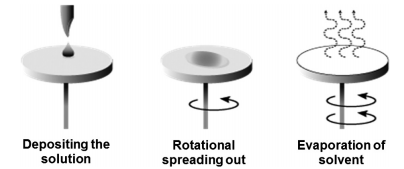 Depositing the
solution
Rotational
spreading out
Evaporation of
solvent